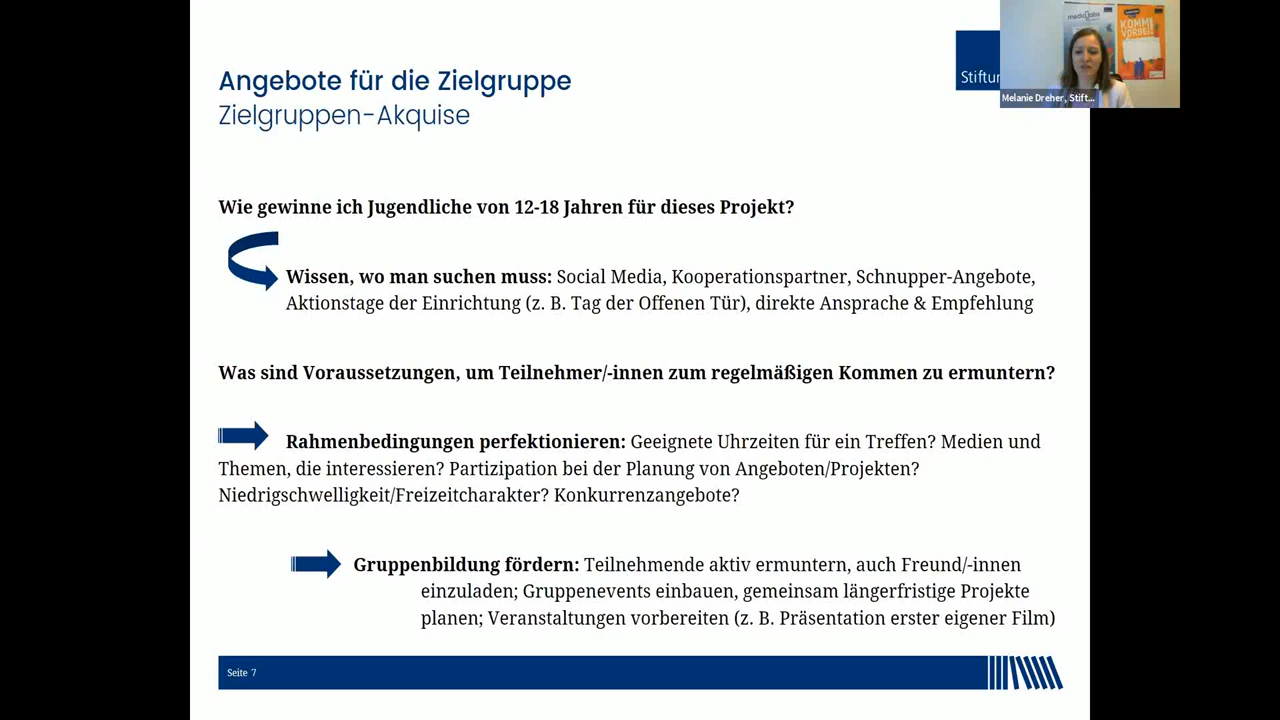 Angebote für die Zielgruppe
Zielgruppen-Akquise
Stiftun
mediaLabs
KOMM
VORBEI!
Melanie Dreher, Stift...
Wie gewinne ich Jugendliche von 12-18 Jahren für dieses Projekt?
Wissen, wo man suchen muss: Social Media, Kooperationspartner, Schnupper-Angebote,
Aktionstage der Einrichtung (z. B. Tag der Offenen Tür), direkte Ansprache & Empfehlung
Was sind Voraussetzungen, um Teilnehmer/-innen zum regelmäßigen Kommen zu ermuntern?
Rahmenbedingungen perfektionieren: Geeignete Uhrzeiten für ein Treffen? Medien und
Themen, die interessieren? Partizipation bei der Planung von Angeboten/Projekten?
Niedrigschwelligkeit/Freizeitcharakter? Konkurrenzangebote?
Gruppenbildung fördern: Teilnehmende aktiv ermuntern, auch Freund/-innen
einzuladen; Gruppenevents einbauen, gemeinsam längerfristige Projekte
planen; Veranstaltungen vorbereiten (z. B. Präsentation erster eigener Film)
Seite 7